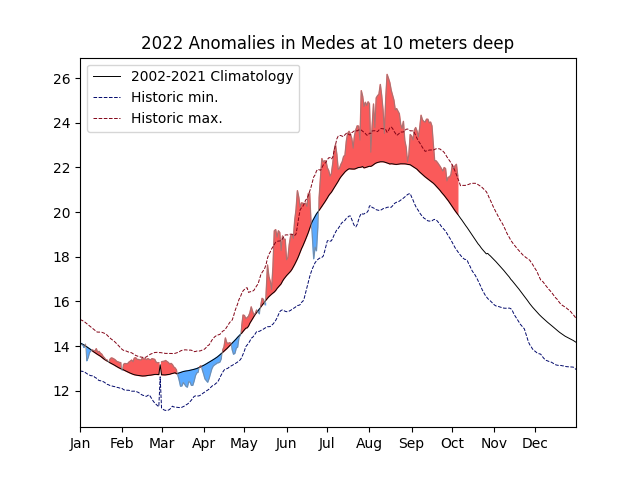 2022 Anomalies in Medes at 10 meters deep
2002-2021 Climatology
Historic min.
Historic max.
26
24
22
20
18
16
14
12
Jan Feb Mar Apr May Jun Jul Aug Sep Oct Nov Dec